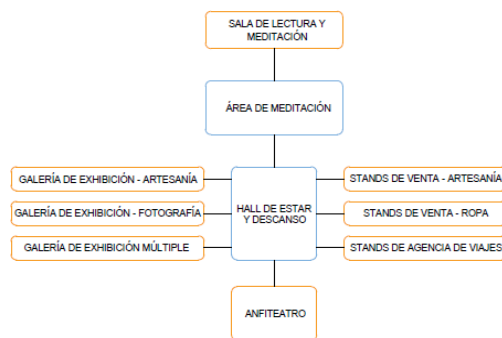 SALA DE LECTURA Y
MEDITACIÓN
ÁREA DE MEDITACIÓN
GALERÍA DE EXHIBICIÓN - ARTESANÍA
GALERÍA DE EXHIBICIÓN - FOTOGRAFÍA
GALERÍA DE EXHIBICIÓN MÚLTIPLE
HALL DE ESTAR
Y DESCANSO
STANDS DE VENTA - ARTESANÍA
STANDS DE VENTA - ROPA
STANDS DE AGENCIA DE VIAJES
ANFITEATRO